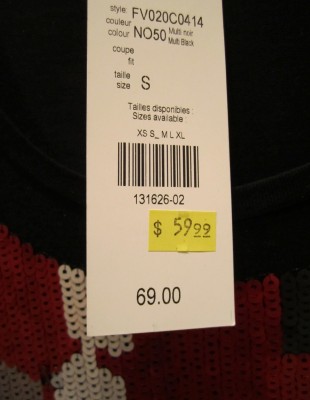 style: FV020C0414
couleur
colour NO50 Multi noir
Multi Black
coupe
fit
taille
size S
Tailles disponibles :
Sizes available :
XS S_ M L XL
131626-02
$ 59.99
69.00